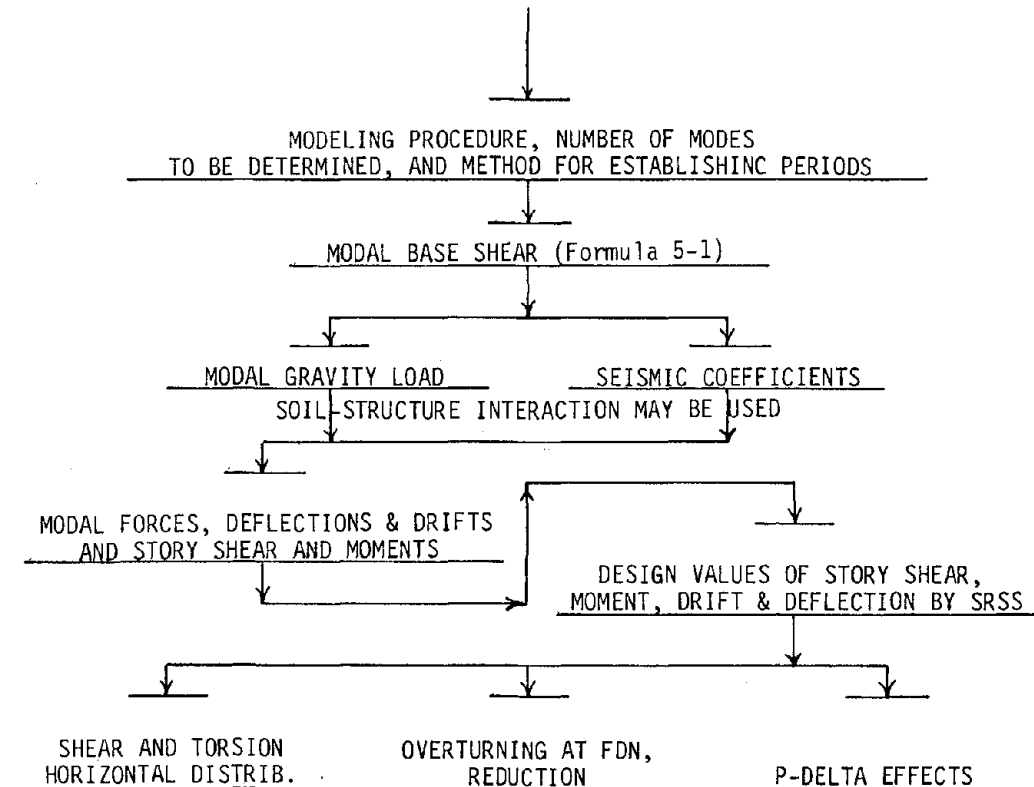 MODELING PROCEDURE, NUMBER OF MODES
TO BE DETERMINED, AND METHOD FOR ESTABLISHINC PERIODS
MODAL BASE SHEAR (Formula 5-1)
MODAL GRAVITY LOAD
SEISMIC COEFFICIENTS
SOIL-STRUCTURE INTERACTION MAY BE USED
MODAL FORCES, DEFLECTIONS & DRIFTS
AND STORY SHEAR AND MOMENTS
DESIGN VALUES OF STORY SHEAR,
MOMENT, DRIFT & DEFLECTION BY SRSS
SHEAR AND TORSION
HORIZONTAL DISTRIB.
OVERTURNING AT FDN,
REDUCTION
P-DELTA EFFECTS